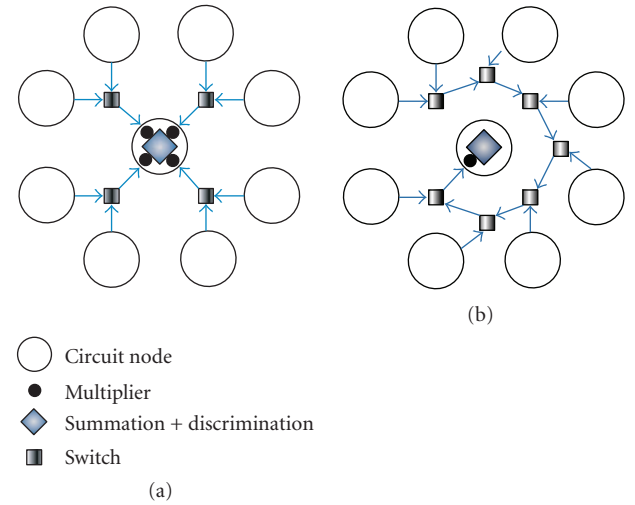 (b)
Circuit node
Multiplier
Summation + discrimination
Switch
(a)